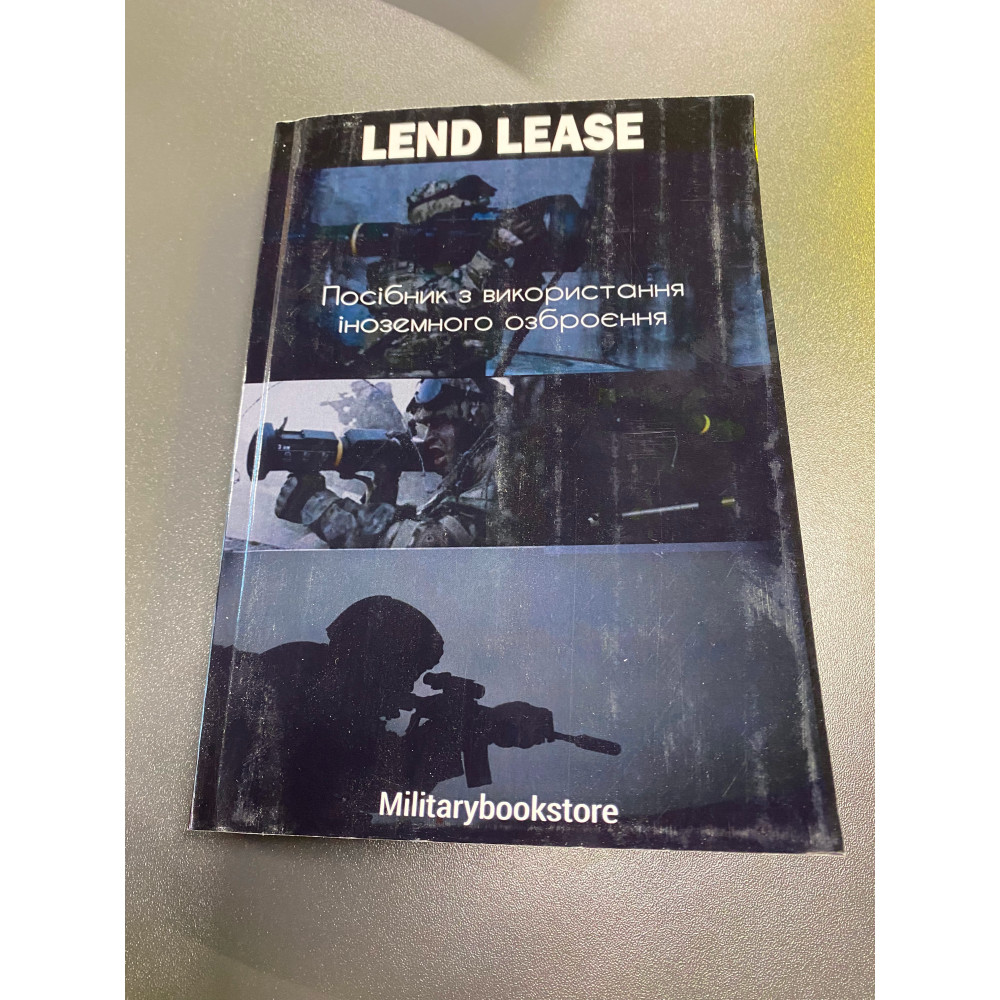 LEND LEASE
Посібник з використання
іноземного озброєння
Militarybookstore